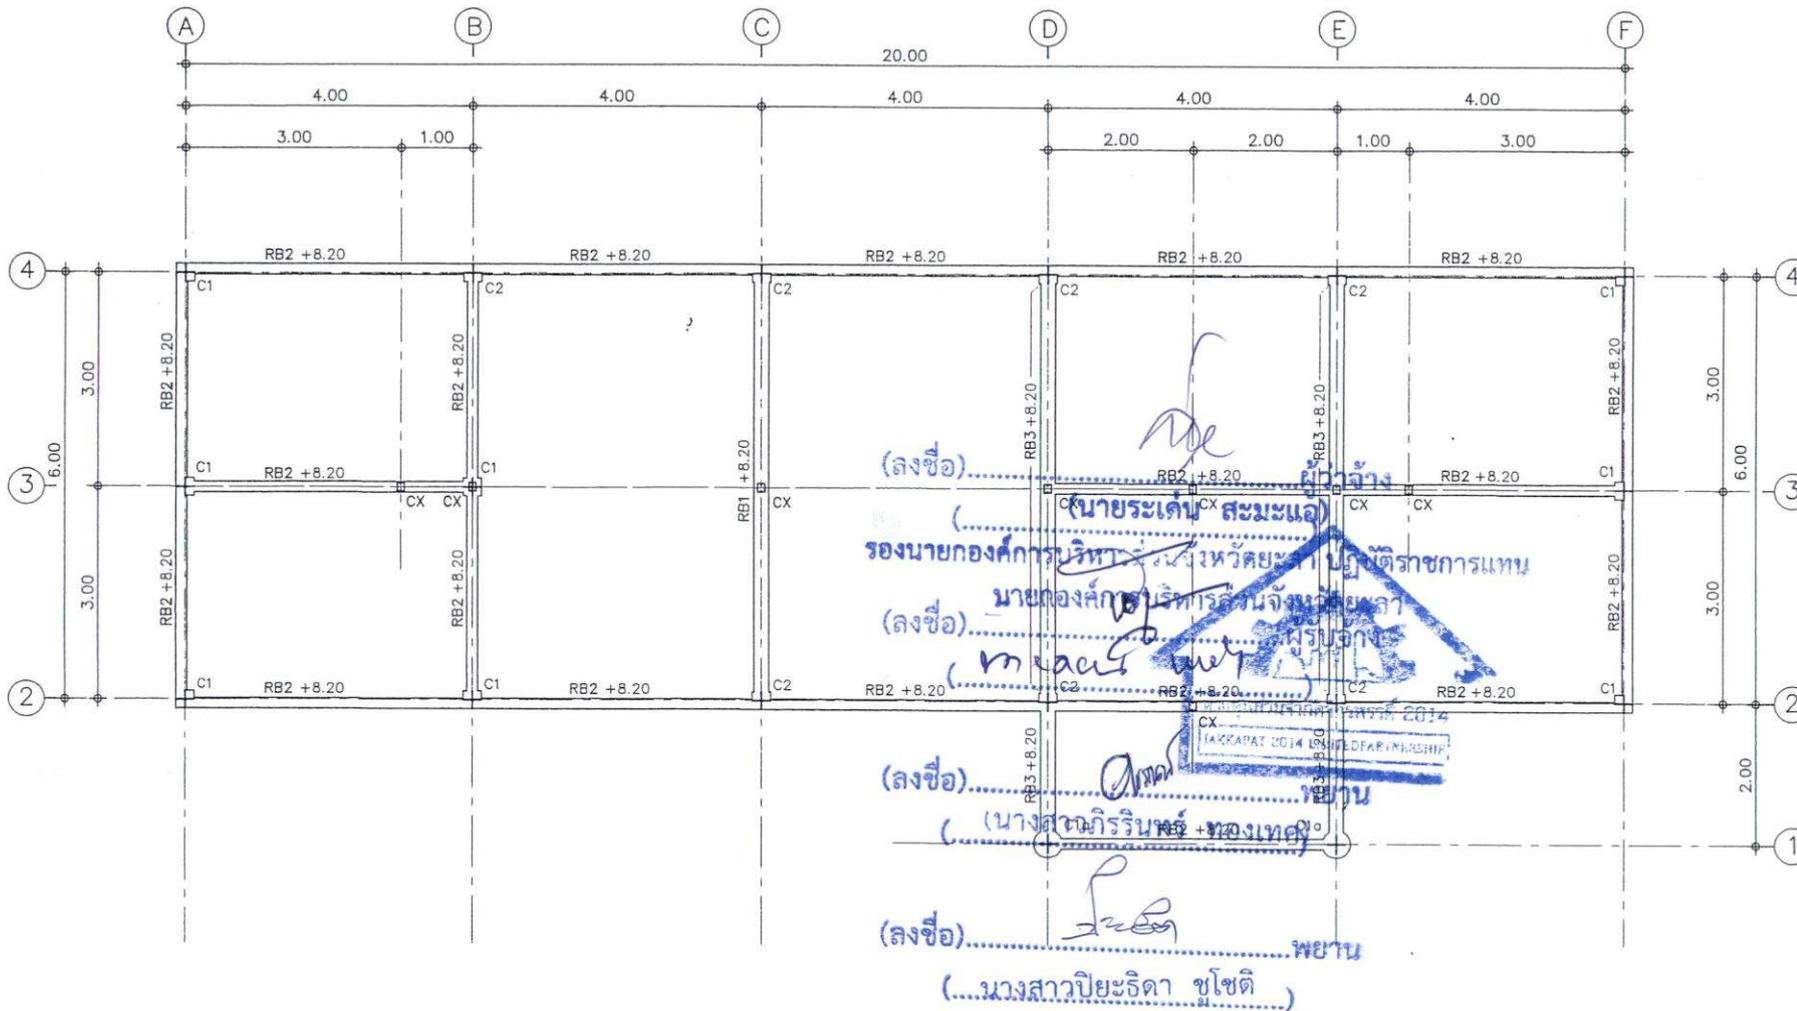 A B C D E F
20.00
4.00 4.00 4.00 4.00 4.00
3.00 1.00 2.00 2.00 1.00 3.00
RB2 +8.20 RB2 +8.20 RB2 +8.20 RB2 +8.20 RB2 +8.20
4 4
C1 C2 C2 C2 C2 C1
RB2 +8.20 RB2 +8.20 RB3 +8.20 RB3 +8.20 RB2 +8.20
3.00 3.00
6.00 6.00
C1 RB2 +8.20 C1 RB1 +8.20 RB2 +8.20 RB2 +8.20 C1
(ลงชื่อ) ผู้ว่าจ้าง
3 3
CX CX CX CX CX CX CX
(นายระเด่น สะมะแอ)
รองนายกองค์การบริหารส่วนจังหวัดยะลา ปฏิบัติราชการแทน
นายกองค์การบริหารส่วนจังหวัดยะลา
3.00 3.00
RB2 +8.20 RB2 +8.20 RB2 +8.20
(ลงชื่อ) ผู้รับจ้าง
C1 C1 C2 C2 C2 C1
RB2 +8.20 RB2 +8.20 RB2 +8.20 RB2 +8.20 RB2 +8.20
2 2
2014
CX
JAKKAPAT 2014 LIMITEDPARTNERSHIP
RB3 +8.20 RB3 +8.20
2.00
(ลงชื่อ) พยาน
C1a RB2 +8.20 C1a
(นางสาวภิรรินทร์ ทองเทศ)
1
(ลงชื่อ) พยาน
(นางสาวปิยะธิดา ชูโชติ)